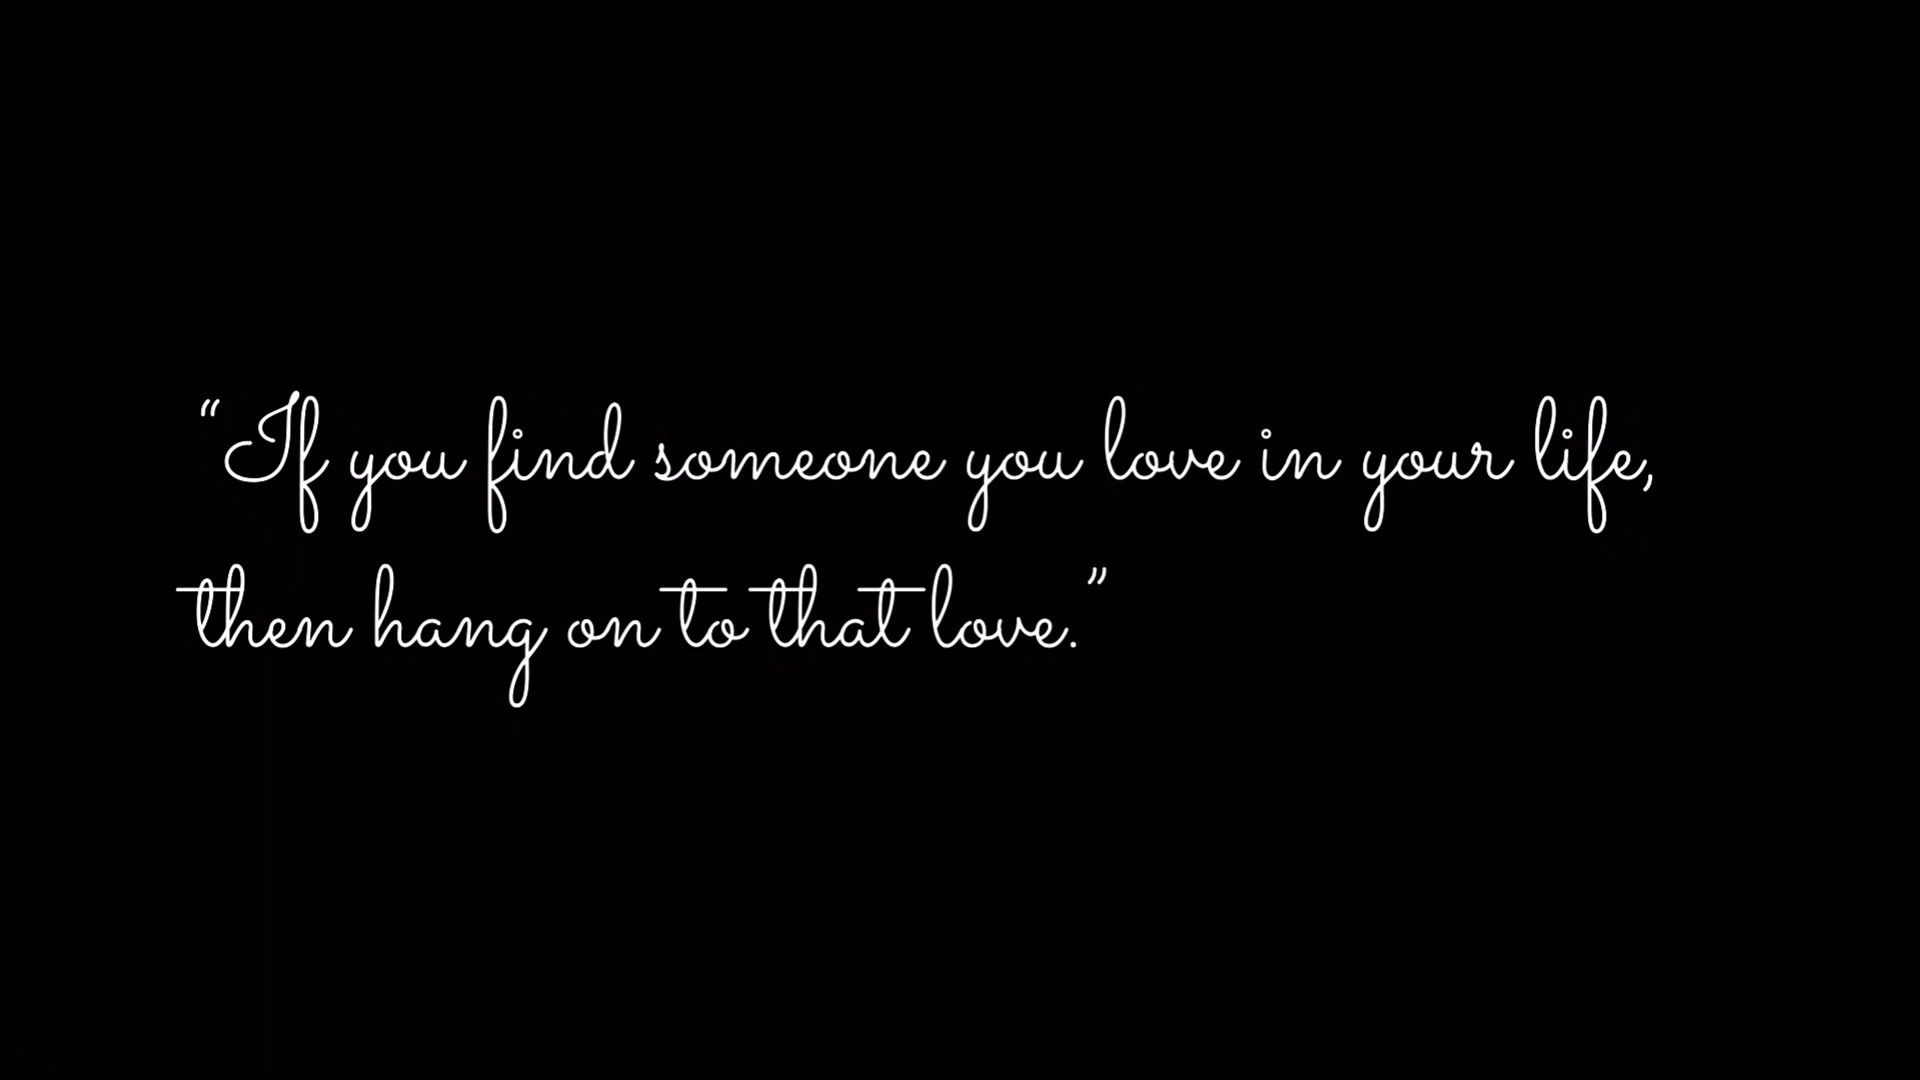 “If you find someone you love in your life,
then hang on to that love.”